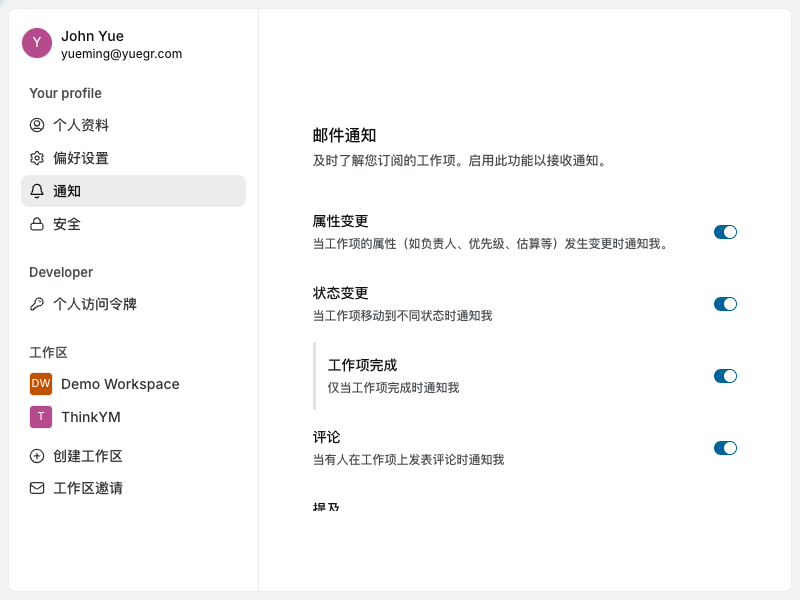 Y
John Yue
yueming@yuegr.com
Your profile
个人资料
偏好设置
通知
安全
Developer
个人访问令牌
工作区
DW Demo Workspace
T ThinkYM
创建工作区
工作区邀请
邮件通知
及时了解您订阅的工作项。启用此功能以接收通知。
属性变更
当工作项的属性（如负责人、优先级、估算等）发生变更时通知我。
状态变更
当工作项移动到不同状态时通知我
工作项完成
仅当工作项完成时通知我
评论
当有人在工作项上发表评论时通知我
提及